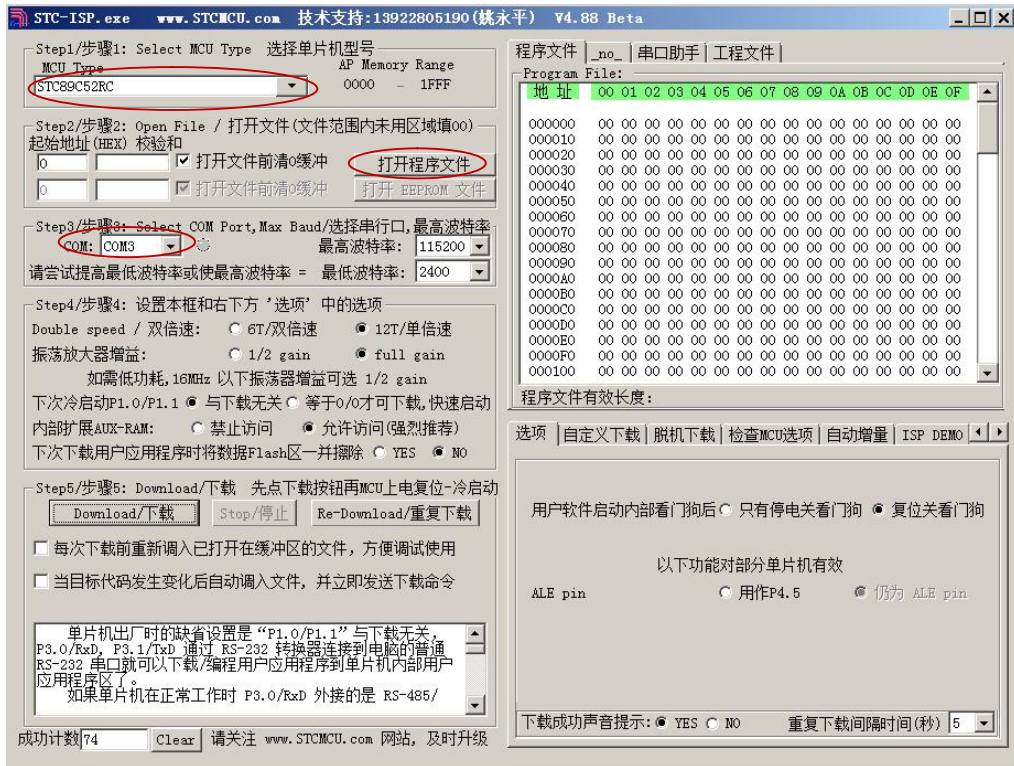 STC-ISP.exe www.STCMCU.com 技术支持:13922805190(姚永平) V4.88 Beta
Step1/步骤1: Select MCU Type 选择单片机型号
MCU Type AP Memory Range
STC89C52RC 0000 - 1FFF
Step2/步骤2: Open File / 打开文件(文件范围内未用区域填00)
起始地址(HEX) 校验和
0 打开文件前清0缓冲 打开程序文件
0 打开文件前清0缓冲 打开 EEPROM 文件
Step3/步骤3: Select COM Port,Max Baud/选择串行口,最高波特率
COM: COM3 最高波特率: 115200
请尝试提高最低波特率或使最高波特率 = 最低波特率: 2400
Step4/步骤4: 设置本框和右下方 '选项' 中的选项
Double speed / 双倍速: 6T/双倍速 12T/单倍速
振荡放大器增益: 1/2 gain full gain
如需低功耗,16MHz 以下振荡器增益可选 1/2 gain
下次冷启动P1.0/P1.1 与下载无关 等于0/0才可下载,快速启动
内部扩展AUX-RAM: 禁止访问 允许访问(强烈推荐)
下次下载用户应用程序时将数据Flash区一并擦除 YES NO
Step5/步骤5: Download/下载 先点下载按钮再MCU上电复位-冷启动
Download/下载 Stop/停止 Re-Download/重复下载
每次下载前重新调入已打开在缓冲区的文件，方便调试使用
当目标代码发生变化后自动调入文件，并立即发送下载命令
单片机出厂时的缺省设置是“P1.0/P1.1”与下载无关，
P3.0/RxD, P3.1/TxD 通过 RS-232 转换器连接到电脑的普通
RS-232 串口就可以下载/编程用户应用程序到单片机内部用户
应用程序区了。
如果单片机在正常工作时 P3.0/RxD 外接的是 RS-485/
成功计数 74 Clear 请关注 www.STCMCU.com 网站, 及时升级
程序文件 _no_ 串口助手 工程文件
Program File:
地 址 00 01 02 03 04 05 06 07 08 09 0A 0B 0C 0D 0E 0F
000000 00 00 00 00 00 00 00 00 00 00 00 00 00 00 00 00
000010 00 00 00 00 00 00 00 00 00 00 00 00 00 00 00 00
000020 00 00 00 00 00 00 00 00 00 00 00 00 00 00 00 00
000030 00 00 00 00 00 00 00 00 00 00 00 00 00 00 00 00
000040 00 00 00 00 00 00 00 00 00 00 00 00 00 00 00 00
000050 00 00 00 00 00 00 00 00 00 00 00 00 00 00 00 00
000060 00 00 00 00 00 00 00 00 00 00 00 00 00 00 00 00
000070 00 00 00 00 00 00 00 00 00 00 00 00 00 00 00 00
000080 00 00 00 00 00 00 00 00 00 00 00 00 00 00 00 00
000090 00 00 00 00 00 00 00 00 00 00 00 00 00 00 00 00
0000A0 00 00 00 00 00 00 00 00 00 00 00 00 00 00 00 00
0000B0 00 00 00 00 00 00 00 00 00 00 00 00 00 00 00 00
0000C0 00 00 00 00 00 00 00 00 00 00 00 00 00 00 00 00
0000D0 00 00 00 00 00 00 00 00 00 00 00 00 00 00 00 00
0000E0 00 00 00 00 00 00 00 00 00 00 00 00 00 00 00 00
0000F0 00 00 00 00 00 00 00 00 00 00 00 00 00 00 00 00
000100 00 00 00 00 00 00 00 00 00 00 00 00 00 00 00 00
程序文件有效长度:
选项 自定义下载 脱机下载 检查MCU选项 自动增量 ISP DEMO
用户软件启动内部看门狗后 只有停电关看门狗 复位关看门狗
以下功能对部分单片机有效
ALE pin 用作P4.5 仍为 ALE pin
下载成功声音提示: YES NO 重复下载间隔时间(秒) 5